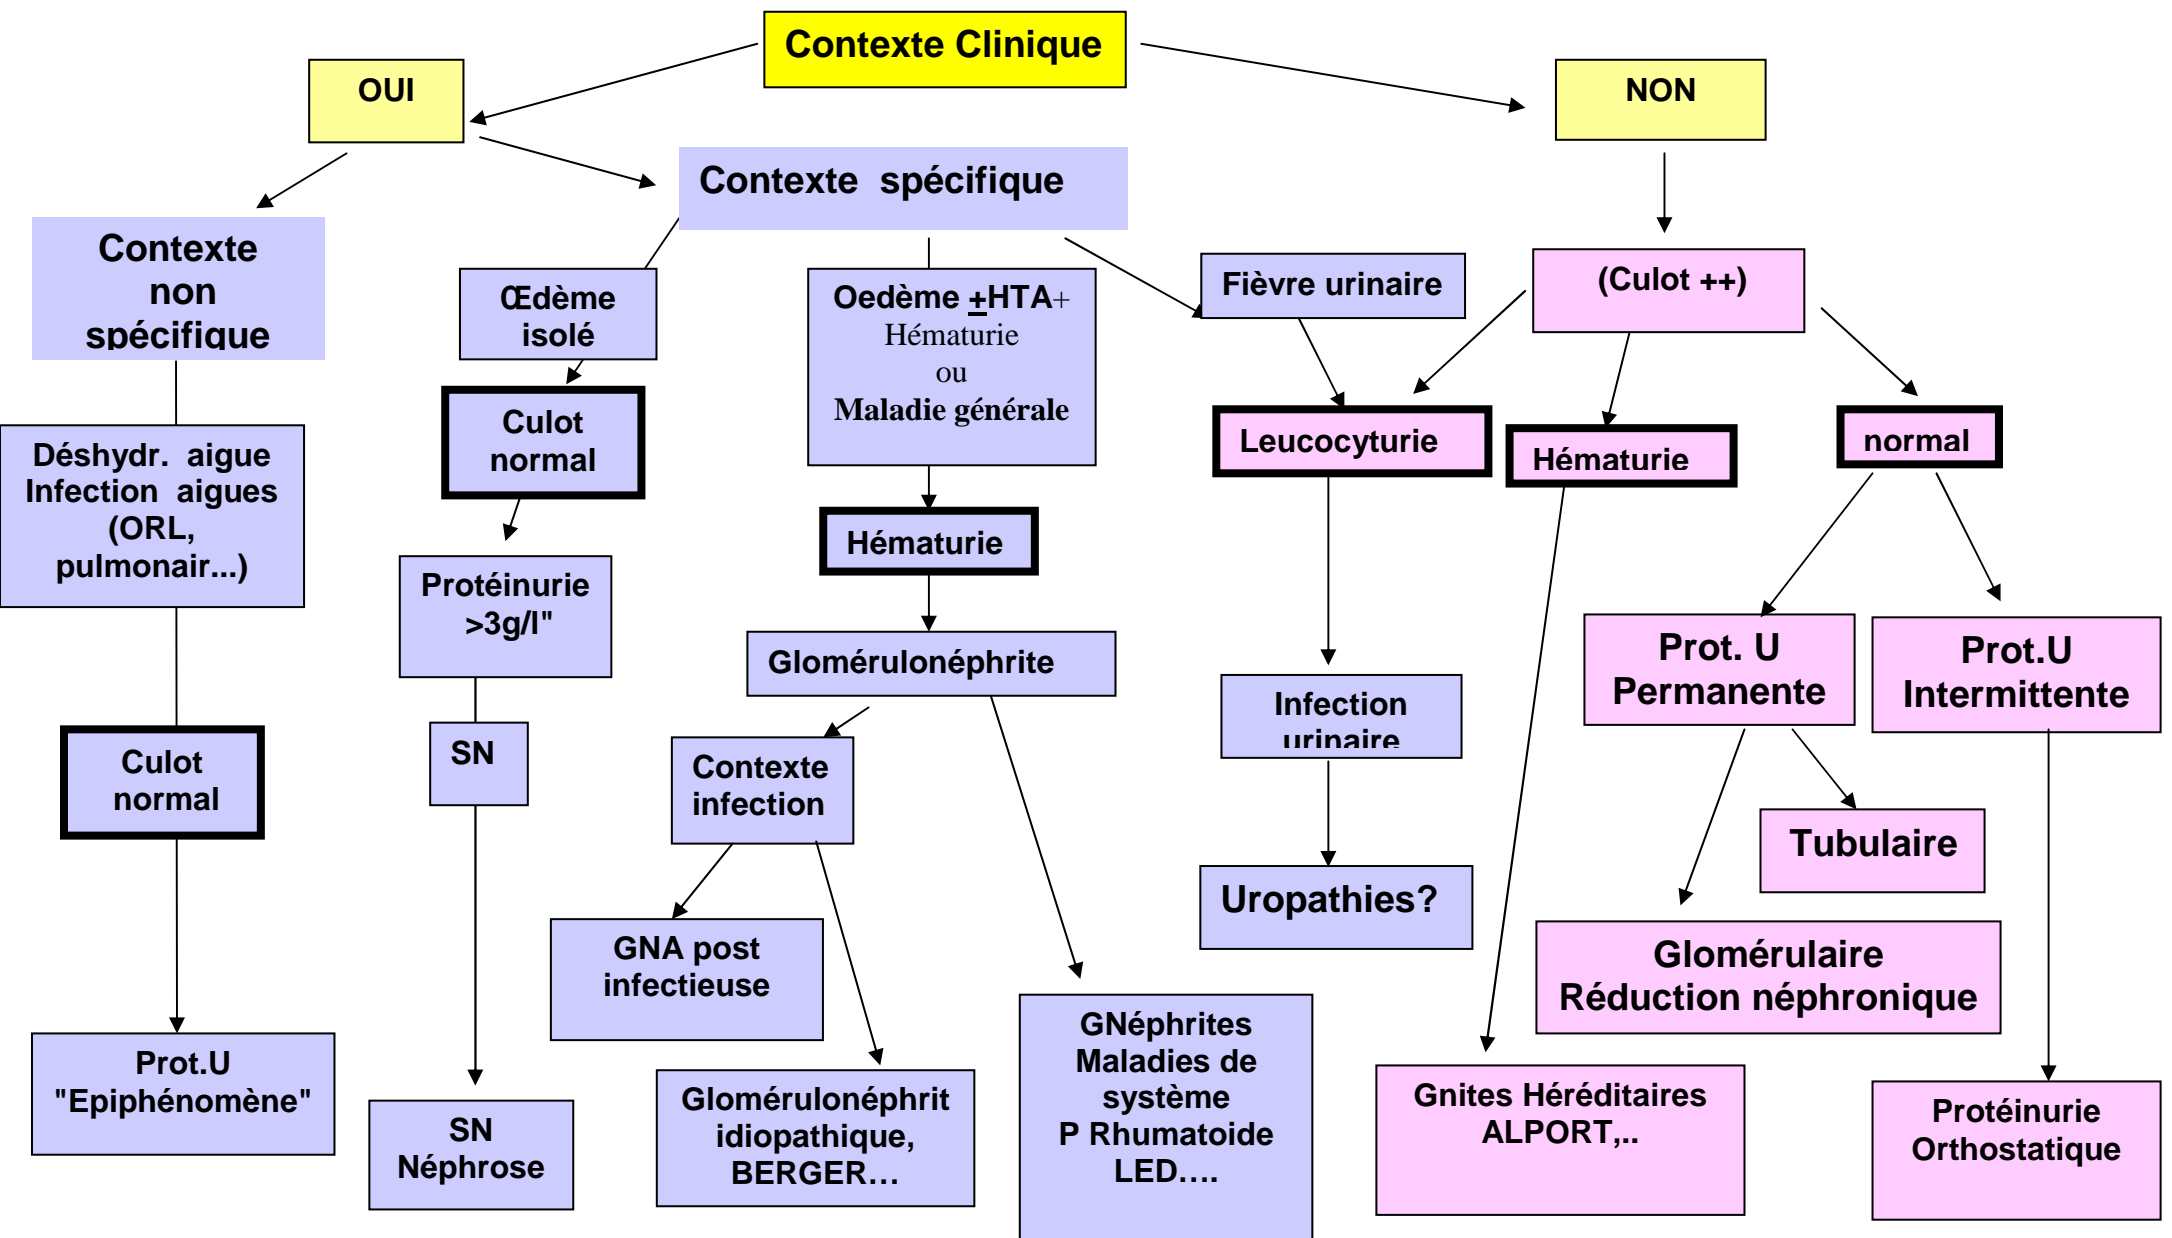 Contexte Clinique
OUI
NON
Contexte spécifique
Contexte
non
spécifique
Œdème
isolé
Oedème +HTA+
Hématurie
ou
Maladie générale
Fièvre urinaire
(Culot ++)
Culot
normal
Leucocyturie
Hématurie
normal
Déshydr. aigue
Infection aigues
(ORL,
pulmonair...)
Hématurie
Protéinurie
>3g/l"
Glomérulonéphrite
Prot. U
Permanente
Prot.U
Intermittente
Infection
urinaire
SN
Culot
normal
Contexte
infection
Tubulaire
Uropathies?
GNA post
infectieuse
Glomérulaire
Réduction néphronique
Prot.U
"Epiphénomène"
SN
Néphrose
Glomérulonéphrit
idiopathique,
BERGER…
GNéphrites
Maladies de
système
P Rhumatoide
LED….
Gnites Héréditaires
ALPORT,..
Protéinurie
Orthostatique